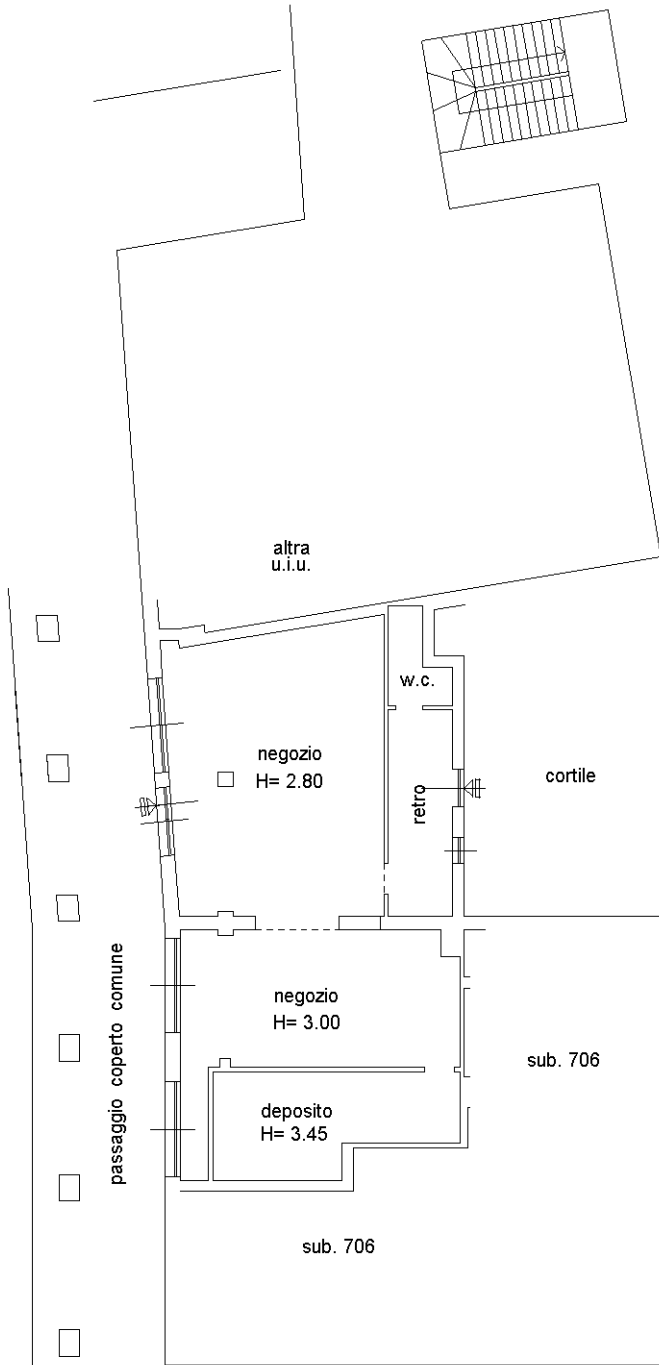 altra
u.i.u.
w.c.
negozio
H= 2.80
retro
cortile
passaggio coperto comune
negozio
H= 3.00
sub. 706
deposito
H= 3.45
sub. 706